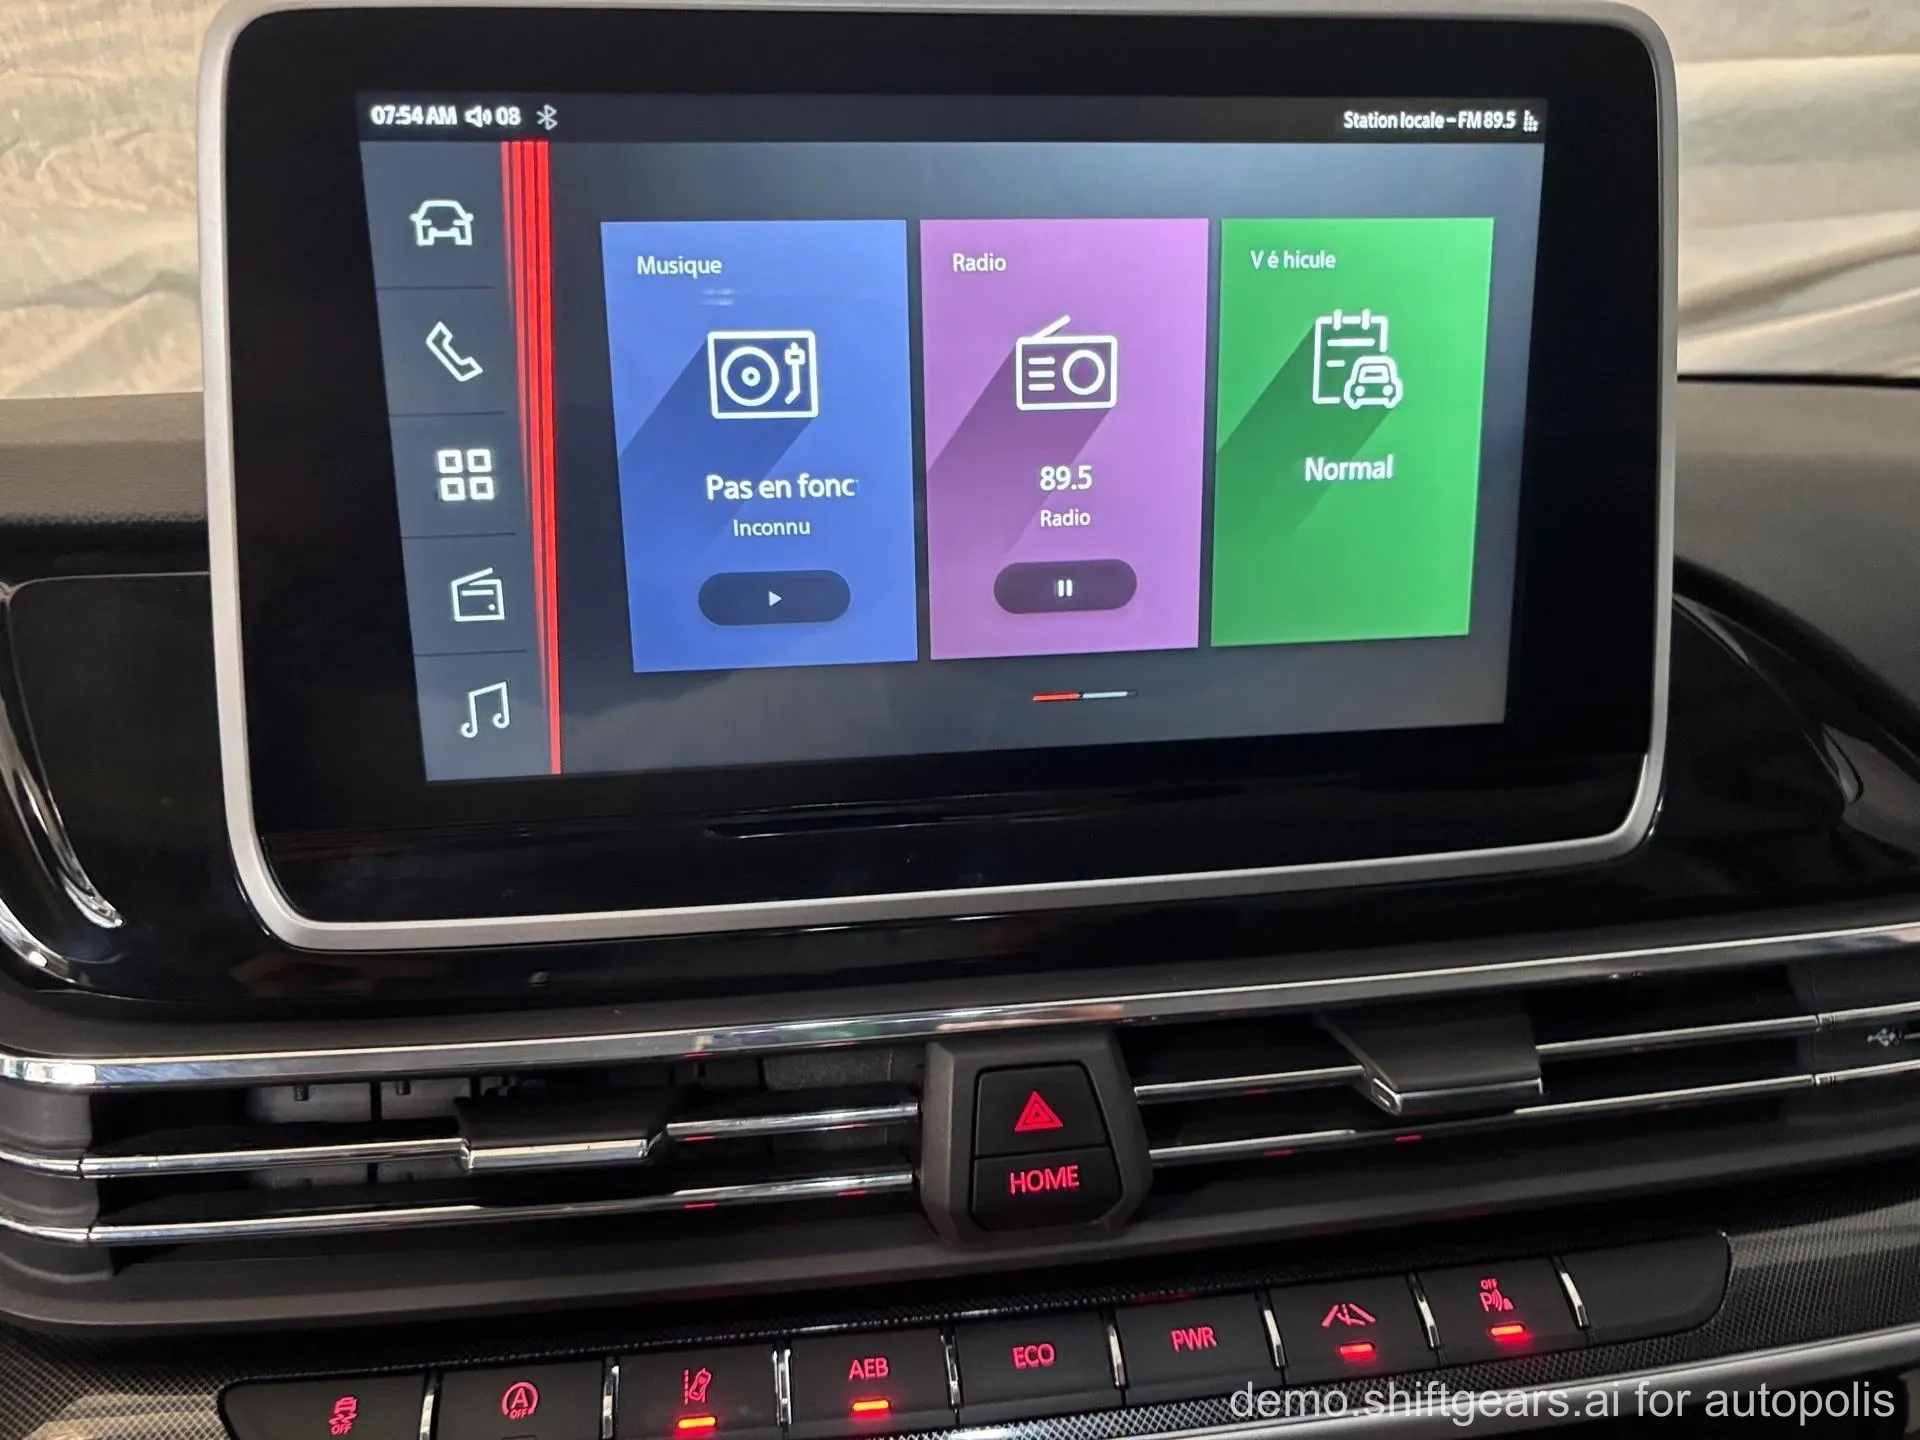 07:54 AM 08
Station locale - FM 89.5
Musique
Radio
V é hicule
Pas en fonc
Inconnu
89.5
Radio
Normal
HOME
OFF
A
OFF
AEB
ECO
PWR
OFF
P
demo.shiftgears.ai for autopolis